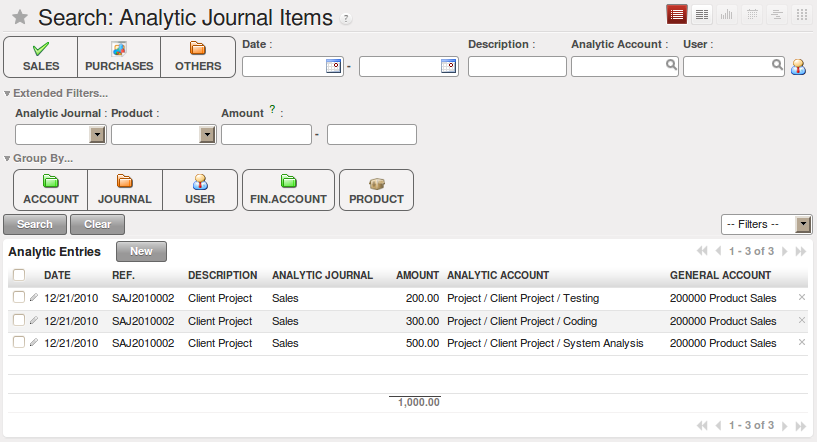 Search: Analytic Journal Items ?
SALES PURCHASES OTHERS Date : - Description : Analytic Account : User :
Extended Filters...
Analytic Journal : Product : Amount ? : -
Group By...
ACCOUNT JOURNAL USER FIN.ACCOUNT PRODUCT
Search Clear -- Filters --
Analytic Entries New 1 - 3 of 3
DATE REF. DESCRIPTION ANALYTIC JOURNAL AMOUNT ANALYTIC ACCOUNT GENERAL ACCOUNT
12/21/2010 SAJ2010002 Client Project Sales 200.00 Project / Client Project / Testing 200000 Product Sales
12/21/2010 SAJ2010002 Client Project Sales 300.00 Project / Client Project / Coding 200000 Product Sales
12/21/2010 SAJ2010002 Client Project Sales 500.00 Project / Client Project / System Analysis 200000 Product Sales
1,000.00
1 - 3 of 3